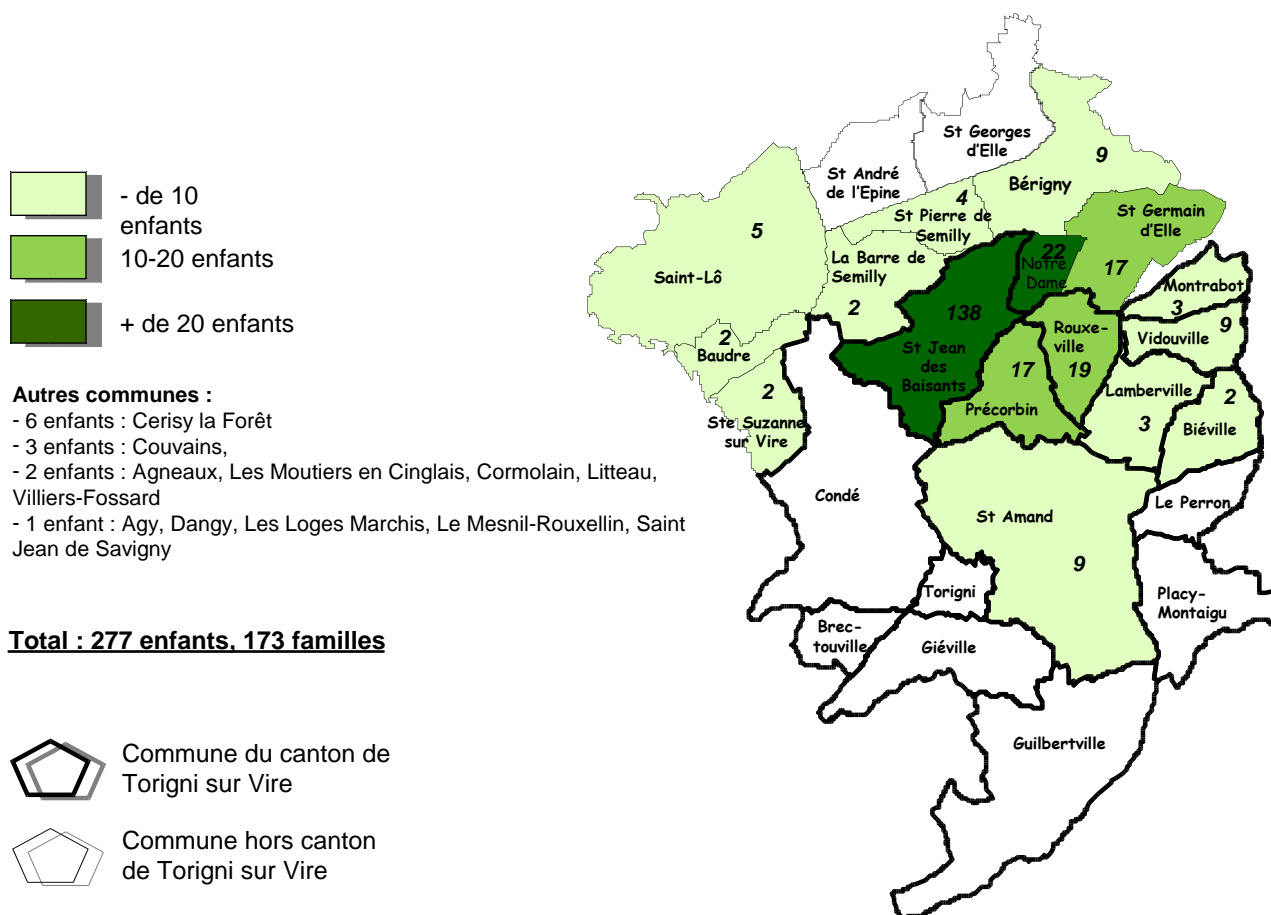 - de 10
enfants
10-20 enfants
+ de 20 enfants
Autres communes :
- 6 enfants : Cerisy la Forêt
- 3 enfants : Couvains,
- 2 enfants : Agneaux, Les Moutiers en Cinglais, Cormolain, Litteau,
Villiers-Fossard
- 1 enfant : Agy, Dangy, Les Loges Marchis, Le Mesnil-Rouxellin, Saint
Jean de Savigny
Total : 277 enfants, 173 familles
Commune du canton de
Torigni sur Vire
Commune hors canton
de Torigni sur Vire
St Georges
d'Elle
St André
de l'Epine
9
Bérigny
4
St Pierre de
Semilly
St Germain
d'Elle
17
5
Saint-Lô
La Barre de
Semilly
2
22
Notre
Dame
138
St Jean
des
Baisants
Montrabot
3
9
Vidouville
Rouxe-
ville
19
17
Précorbin
2
Baudre
2
Ste Suzanne
sur Vire
Lamberville
3
2
Biéville
Condé
St Amand
9
Le Perron
Torigni
Placy-
Montaigu
Brec-
touville
Giéville
Guilbertville